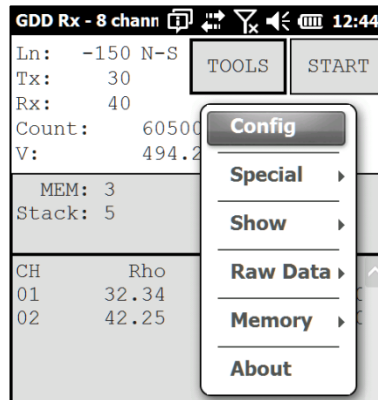 GDD Rx - 8 chann 12:44
Ln: -150 N-S
Tx: 30
Rx: 40
Count: 60500
V: 494.2
TOOLS
START
MEM: 3
Stack: 5
CH Rho
01 32.34
02 42.25
Config
Special
Show
Raw Data
Memory
About